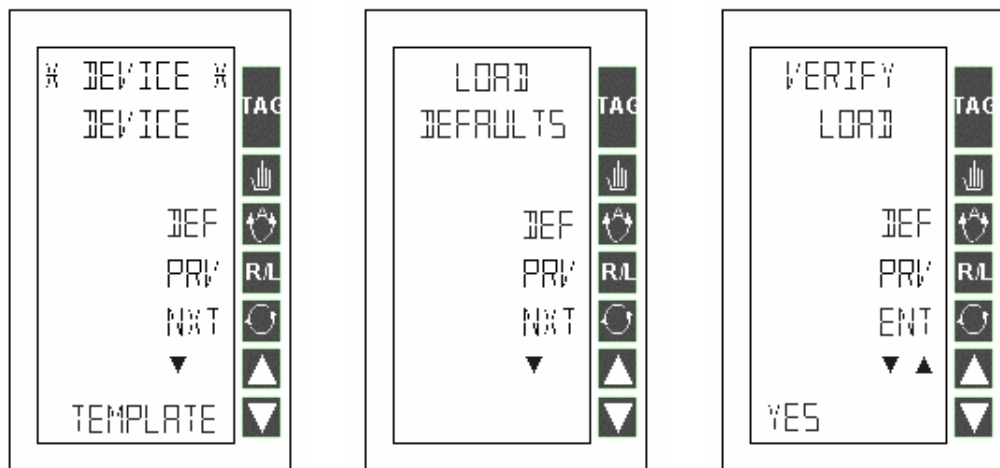 * DEVICE *
DEVICE
DEF
PRV
NXT
▼
TEMPLATE
TAG
R/L
LOAD
DEFAULTS
DEF
PRV
NXT
▼
TAG
R/L
VERIFY
LOAD
DEF
PRV
ENT
▼ ▲
YES
TAG
R/L